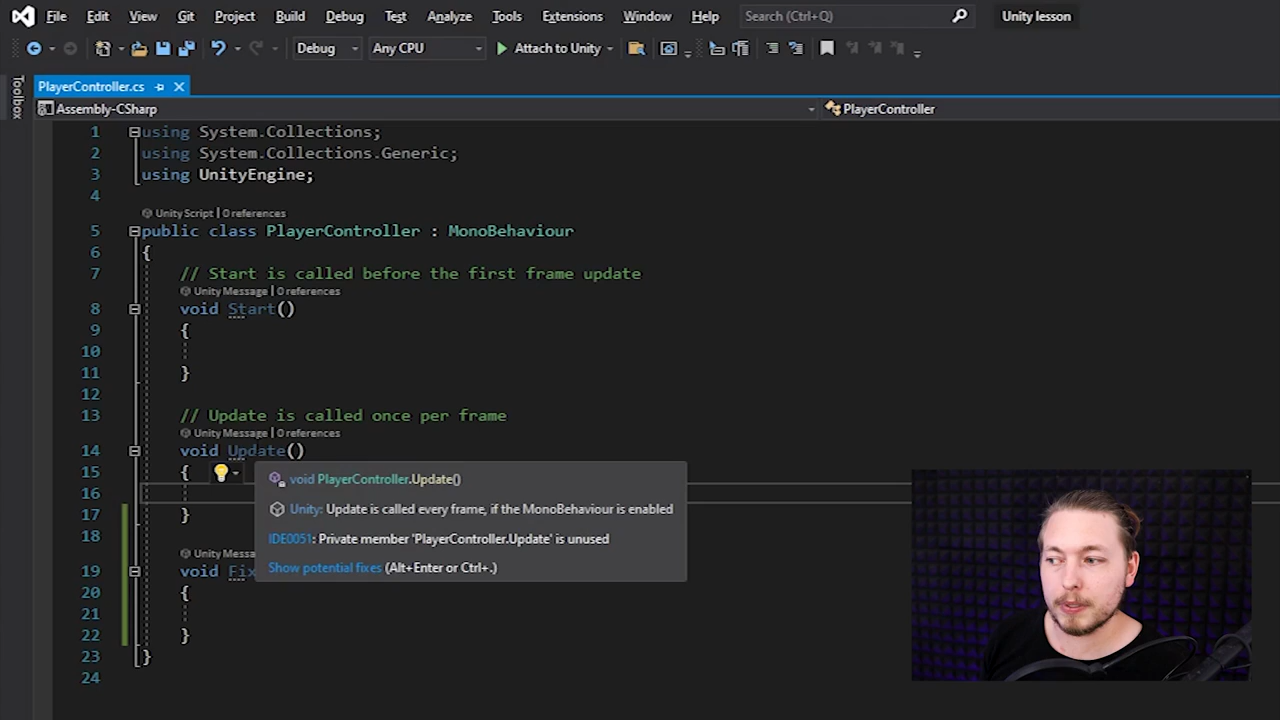 File Edit View Git Project Build Debug Test Analyze Tools Extensions Window Help Search (Ctrl+Q) Unity lesson
Debug Any CPU Attach to Unity
Toolbox
PlayerController.cs
Assembly-CSharp PlayerController
1 using System.Collections;
2 using System.Collections.Generic;
3 using UnityEngine;
4
Unity Script | 0 references
5 public class PlayerController : MonoBehaviour
6 {
7 // Start is called before the first frame update
Unity Message | 0 references
8 void Start()
9 {
10
11 }
12
13 // Update is called once per frame
Unity Message | 0 references
14 void Update()
15 {
16
17 }
18
Unity Messa
19 void Fix
20 {
21
22 }
23 }
24
void PlayerController.Update()
Unity: Update is called every frame, if the MonoBehaviour is enabled
IDE0051: Private member 'PlayerController.Update' is unused
Show potential fixes (Alt+Enter or Ctrl+.)